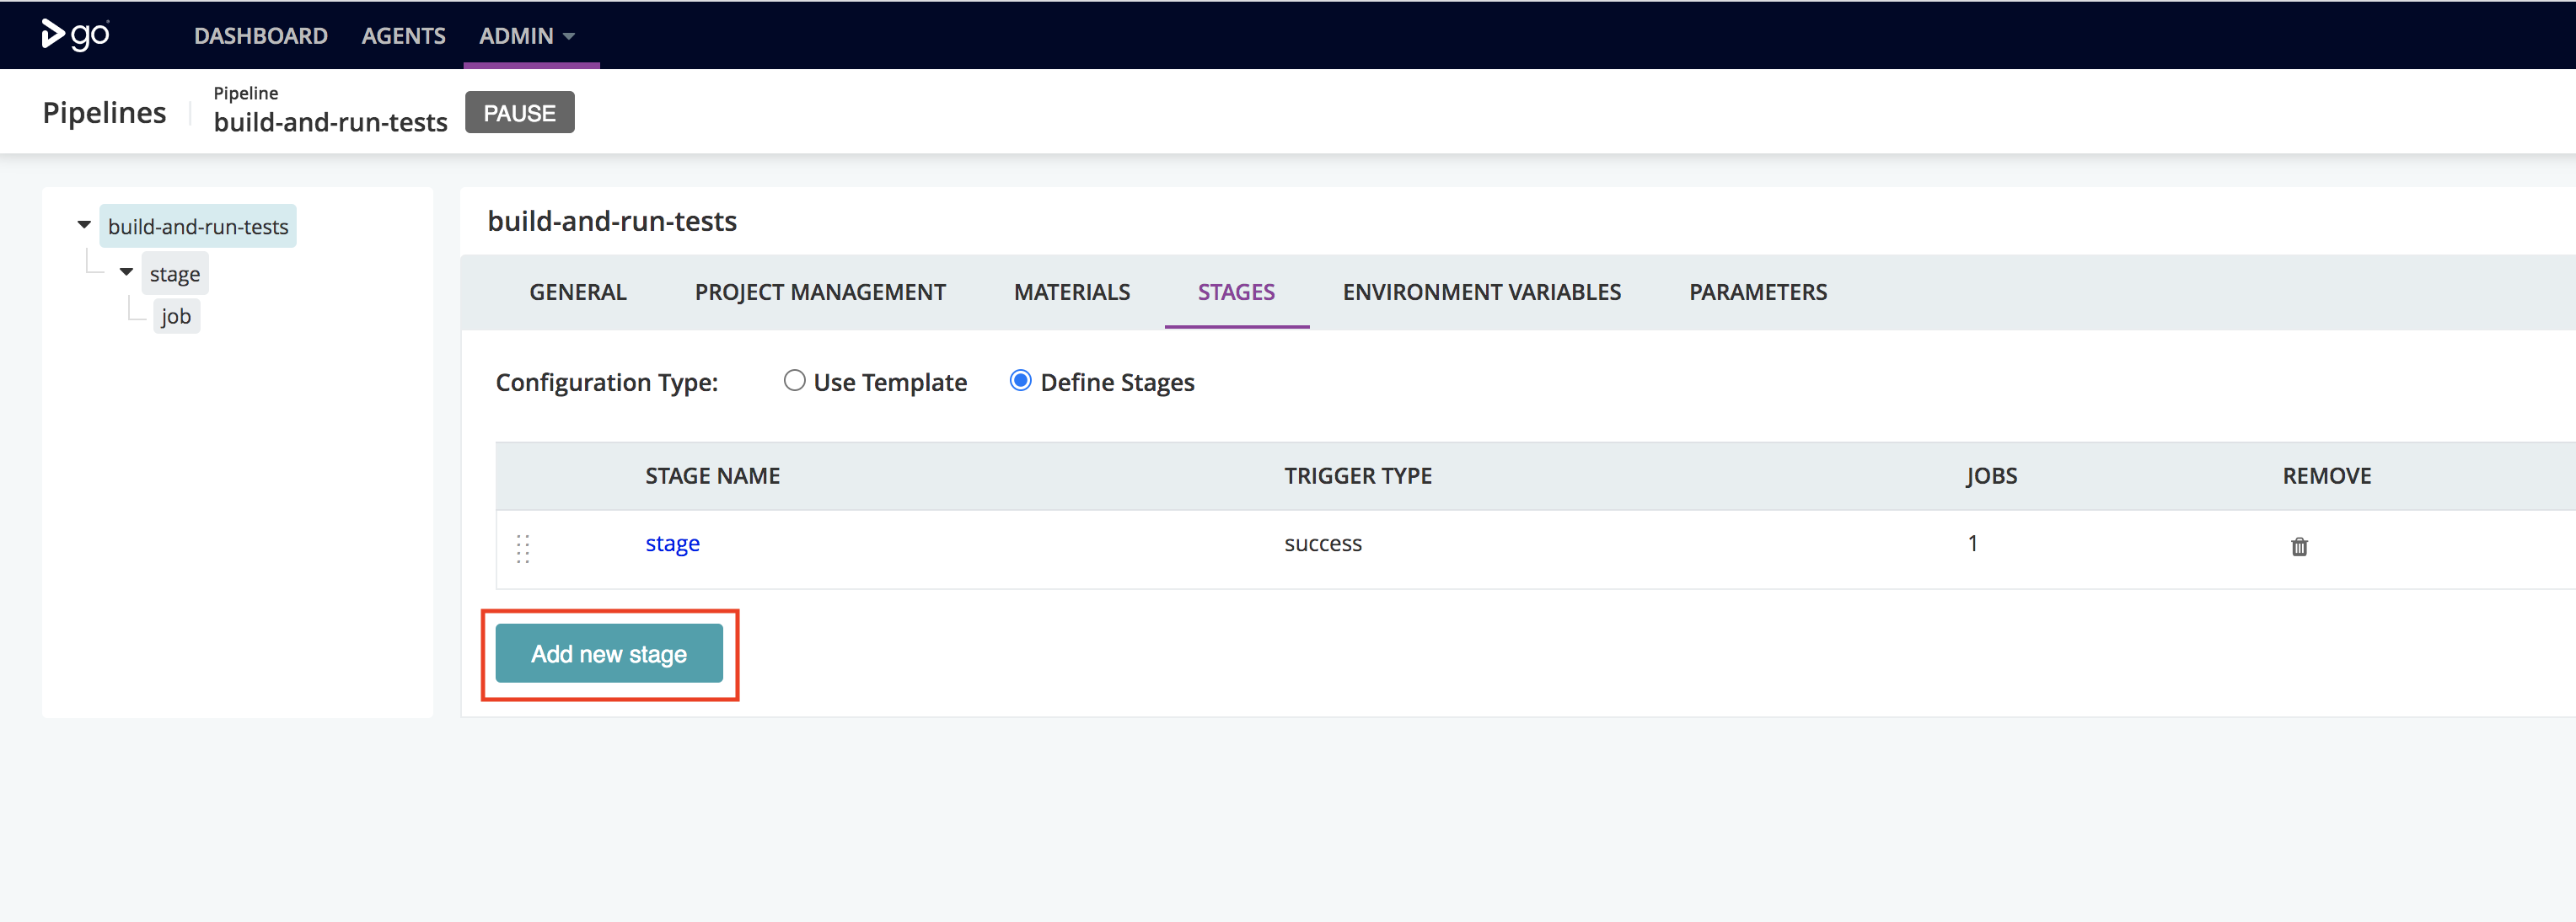 go DASHBOARD AGENTS ADMIN
Pipelines
Pipeline
build-and-run-tests
PAUSE
build-and-run-tests
stage
job
build-and-run-tests
GENERAL PROJECT MANAGEMENT MATERIALS STAGES ENVIRONMENT VARIABLES PARAMETERS
Configuration Type: Use Template Define Stages
STAGE NAME TRIGGER TYPE JOBS REMOVE
stage success 1
Add new stage